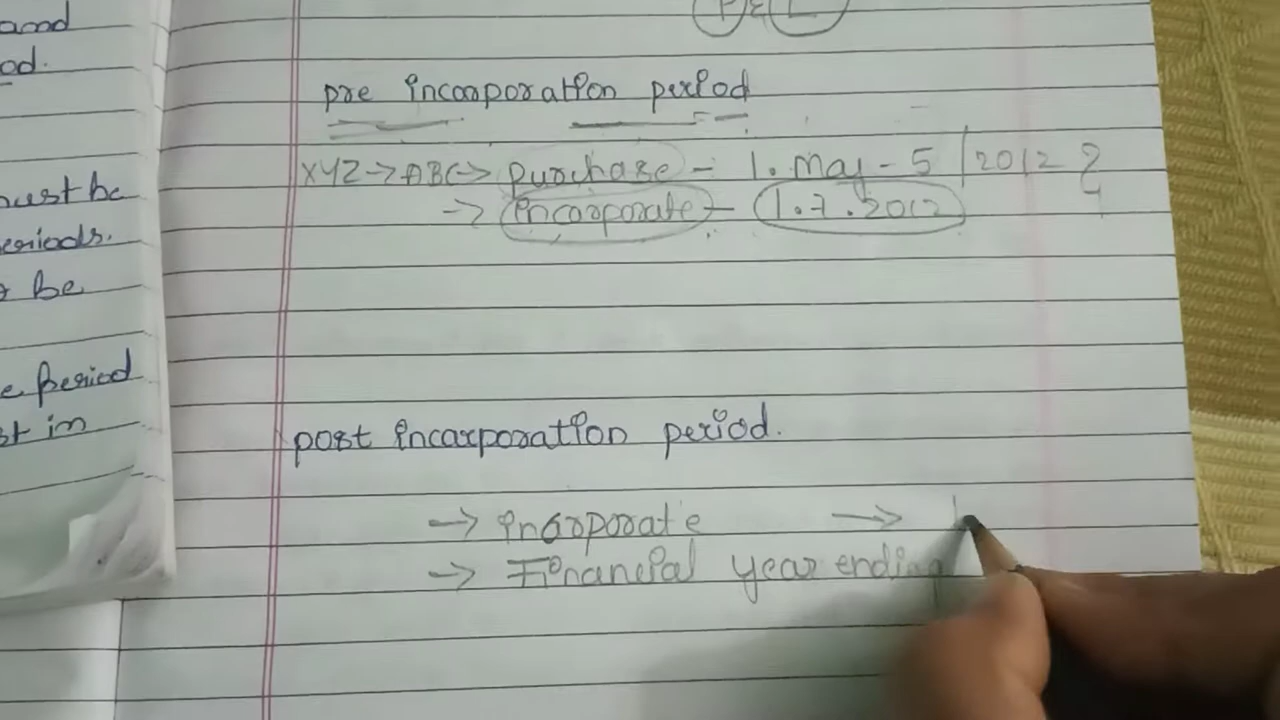 and
od.
must be
periods.
be
e period
st in
pre incorporation period
XYZ → ABC → purchase - 1. May - 5 | 2012 ?
→ incorporate - 1.7.2012
post incorporation period.
→ incorporate →
→ Financial year ending